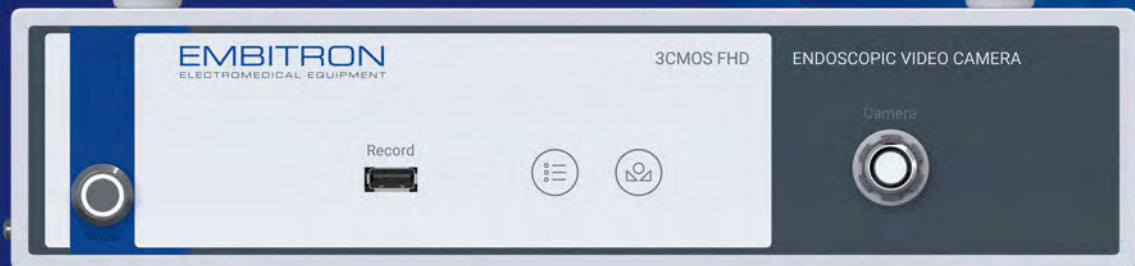 EMBITRON
ELECTROMEDICAL EQUIPMENT
3CMOS FHD
ENDOSCOPIC VIDEO CAMERA
Record
Camera